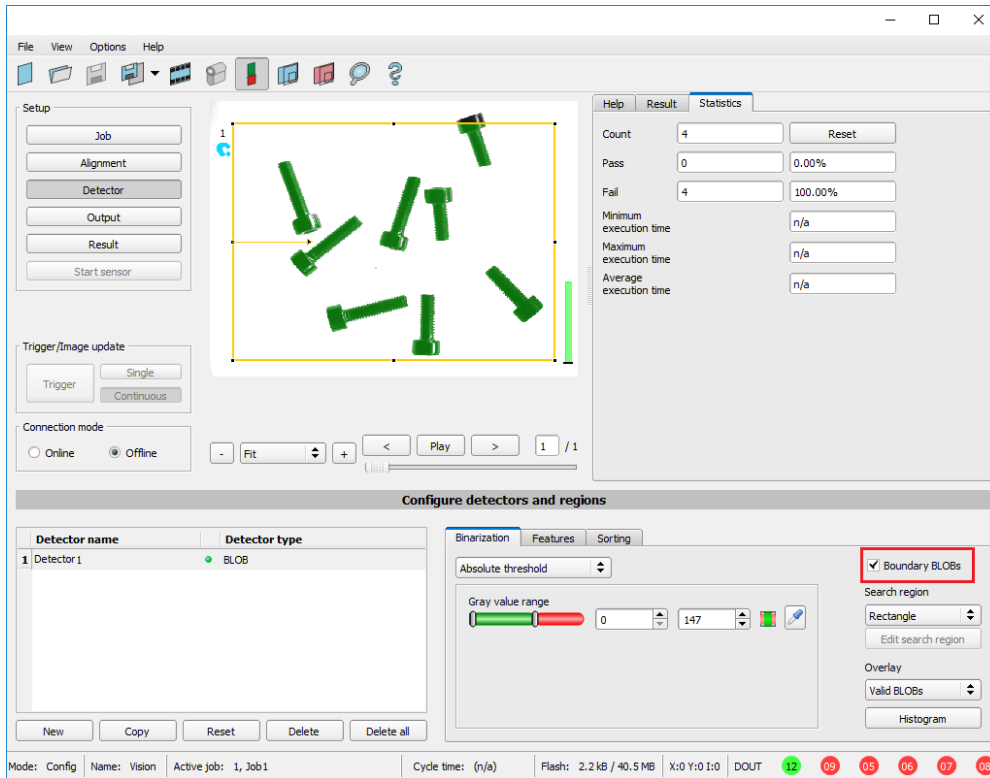 File View Options Help
Setup
Job
Alignment
Detector
Output
Result
Start sensor
Trigger/Image update
Trigger
Single
Continuous
Connection mode
Online Offline
1
- Fit + < Play > 1 / 1
Help Result Statistics
Count 4 Reset
Pass 0 0.00%
Fail 4 100.00%
Minimum
execution time n/a
Maximum
execution time n/a
Average
execution time n/a
Configure detectors and regions
Detector name Detector type
1 Detector1 BLOB
New Copy Reset Delete Delete all
Binarization Features Sorting
Absolute threshold
Gray value range
0 147
Boundary BLOBs
Search region
Rectangle
Edit search region
Overlay
Valid BLOBs
Histogram
Mode: Config Name: Vision Active job: 1, Job1 Cycle time: (n/a) Flash: 2.2 kB / 40.5 MB X:0 Y:0 I:0 DOUT 12 09 05 06 07 08